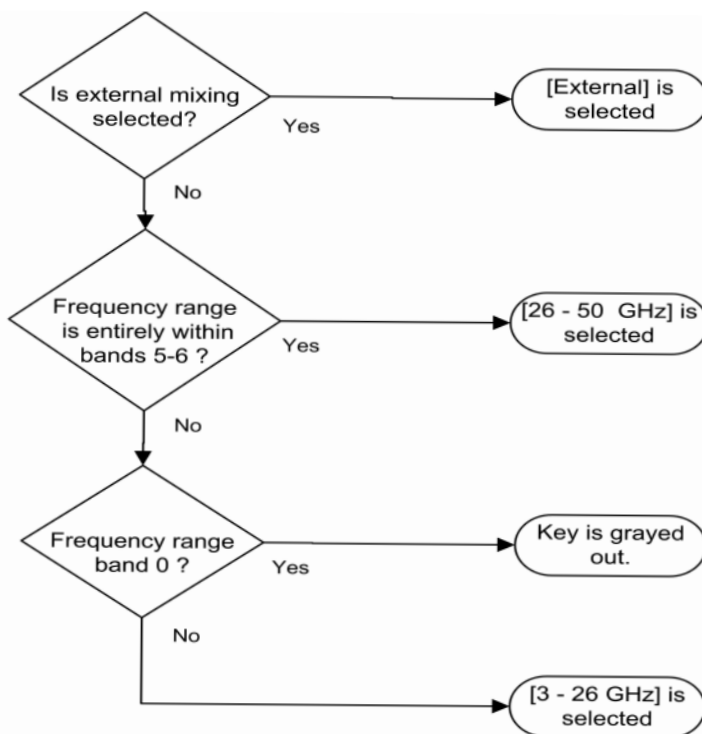 Is external mixing
selected?
Yes
[External] is
selected
No
Frequency range
is entirely within
bands 5-6 ?
Yes
[26 - 50 GHz] is
selected
No
Frequency range
band 0 ?
Yes
Key is grayed
out.
No
[3 - 26 GHz] is
selected